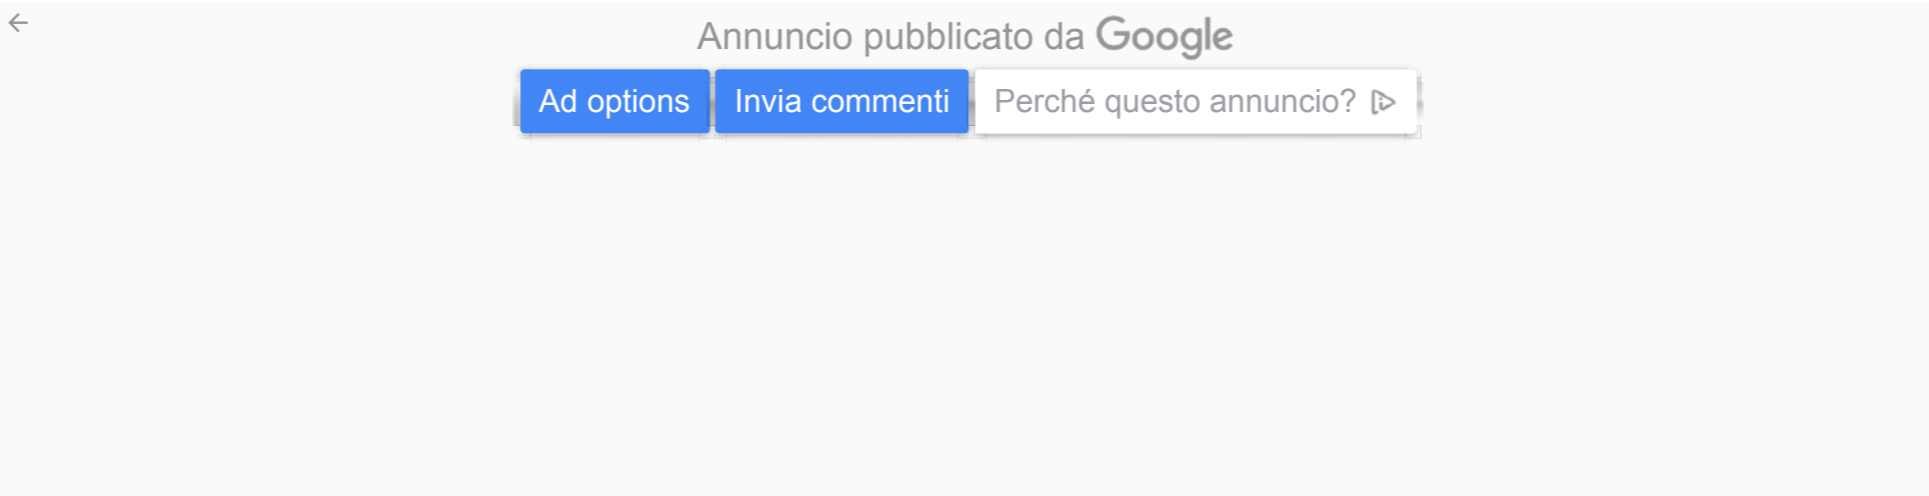 Annuncio pubblicato da Google
Ad options Invia commenti Perché questo annuncio?